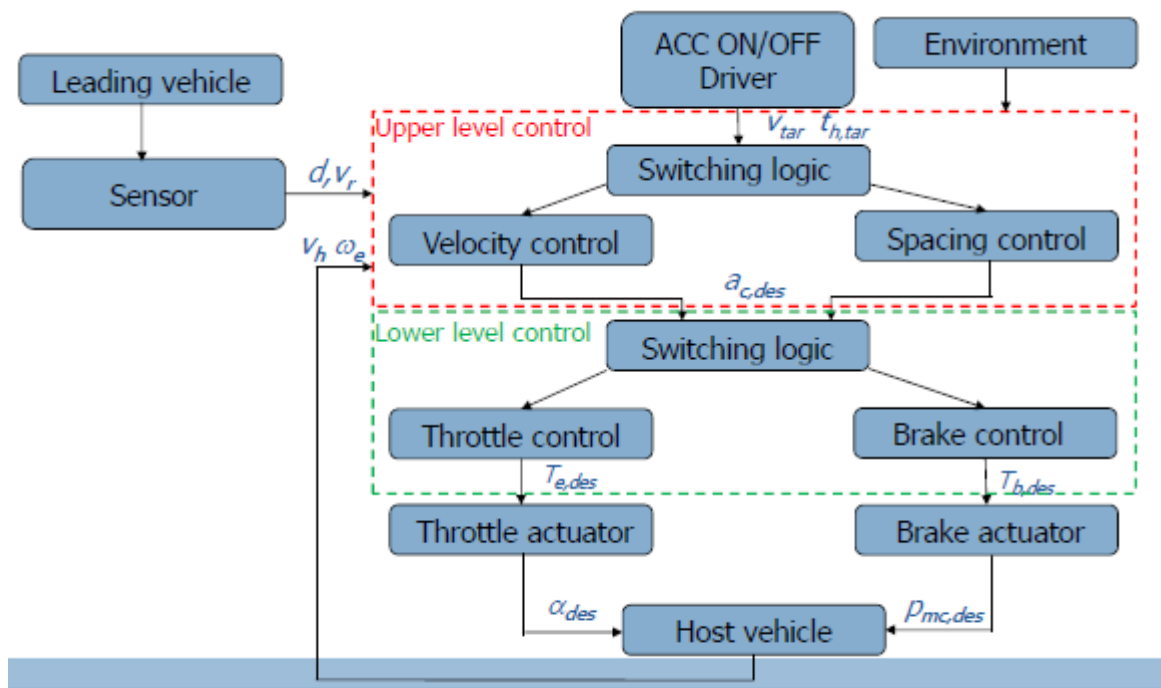 ACC ON/OFF
Driver
Environment
Leading vehicle
Upper level control
v_tar t_h,tar
Switching logic
Sensor
d,v_r
Velocity control
Spacing control
v_h ω_e
a_c,des
Lower level control
Switching logic
Throttle control
Brake control
T_e,des
T_b,des
Throttle actuator
Brake actuator
α_des
p_mc,des
Host vehicle